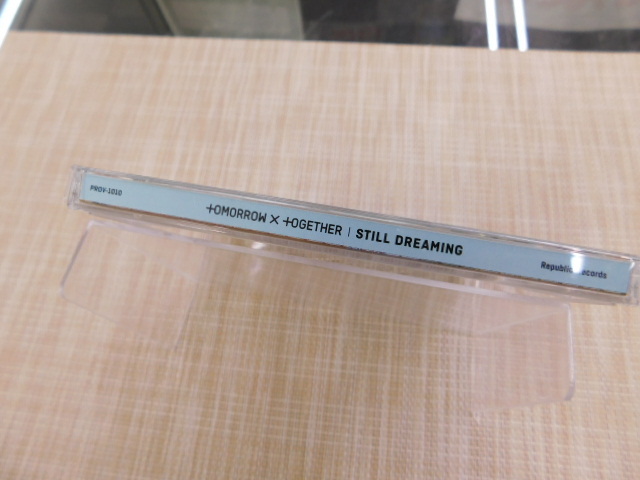 PROV-1010
TOMORROW × TOGETHER | STILL DREAMING
Republic Records